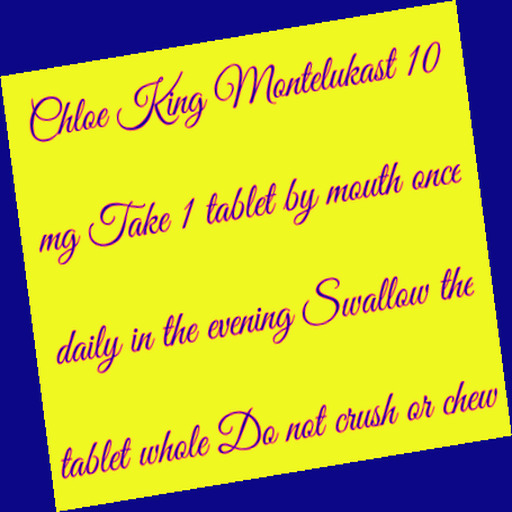 Chloe King Montelukast 10
mg Take 1 tablet by mouth once
daily in the evening Swallow the
tablet whole Do not crush or chew